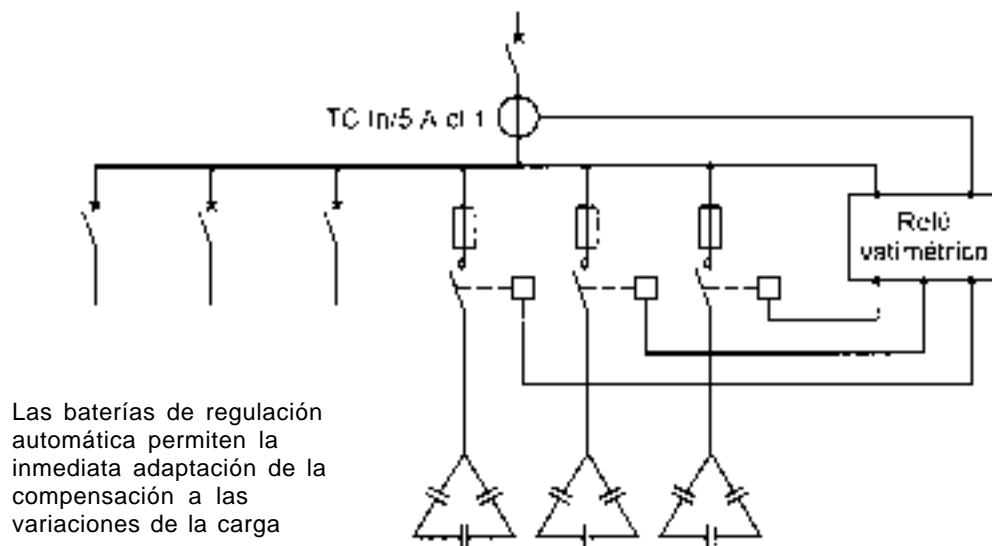 TC In/5 A cl 1
Relé
vatimétrico
Las baterías de regulación
automática permiten la
inmediata adaptación de la
compensación a las
variaciones de la carga